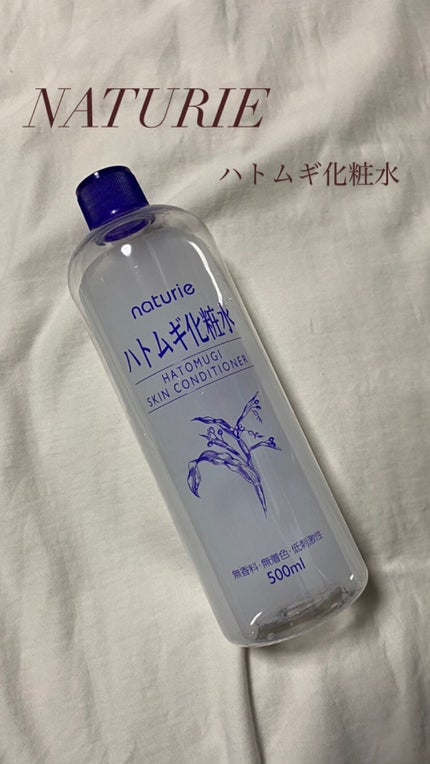 NATURIE
ハトムギ化粧水
naturie
ハトムギ化粧水
HATOMUGI
SKIN CONDITIONER
無香料・無着色・低刺激性
500ml